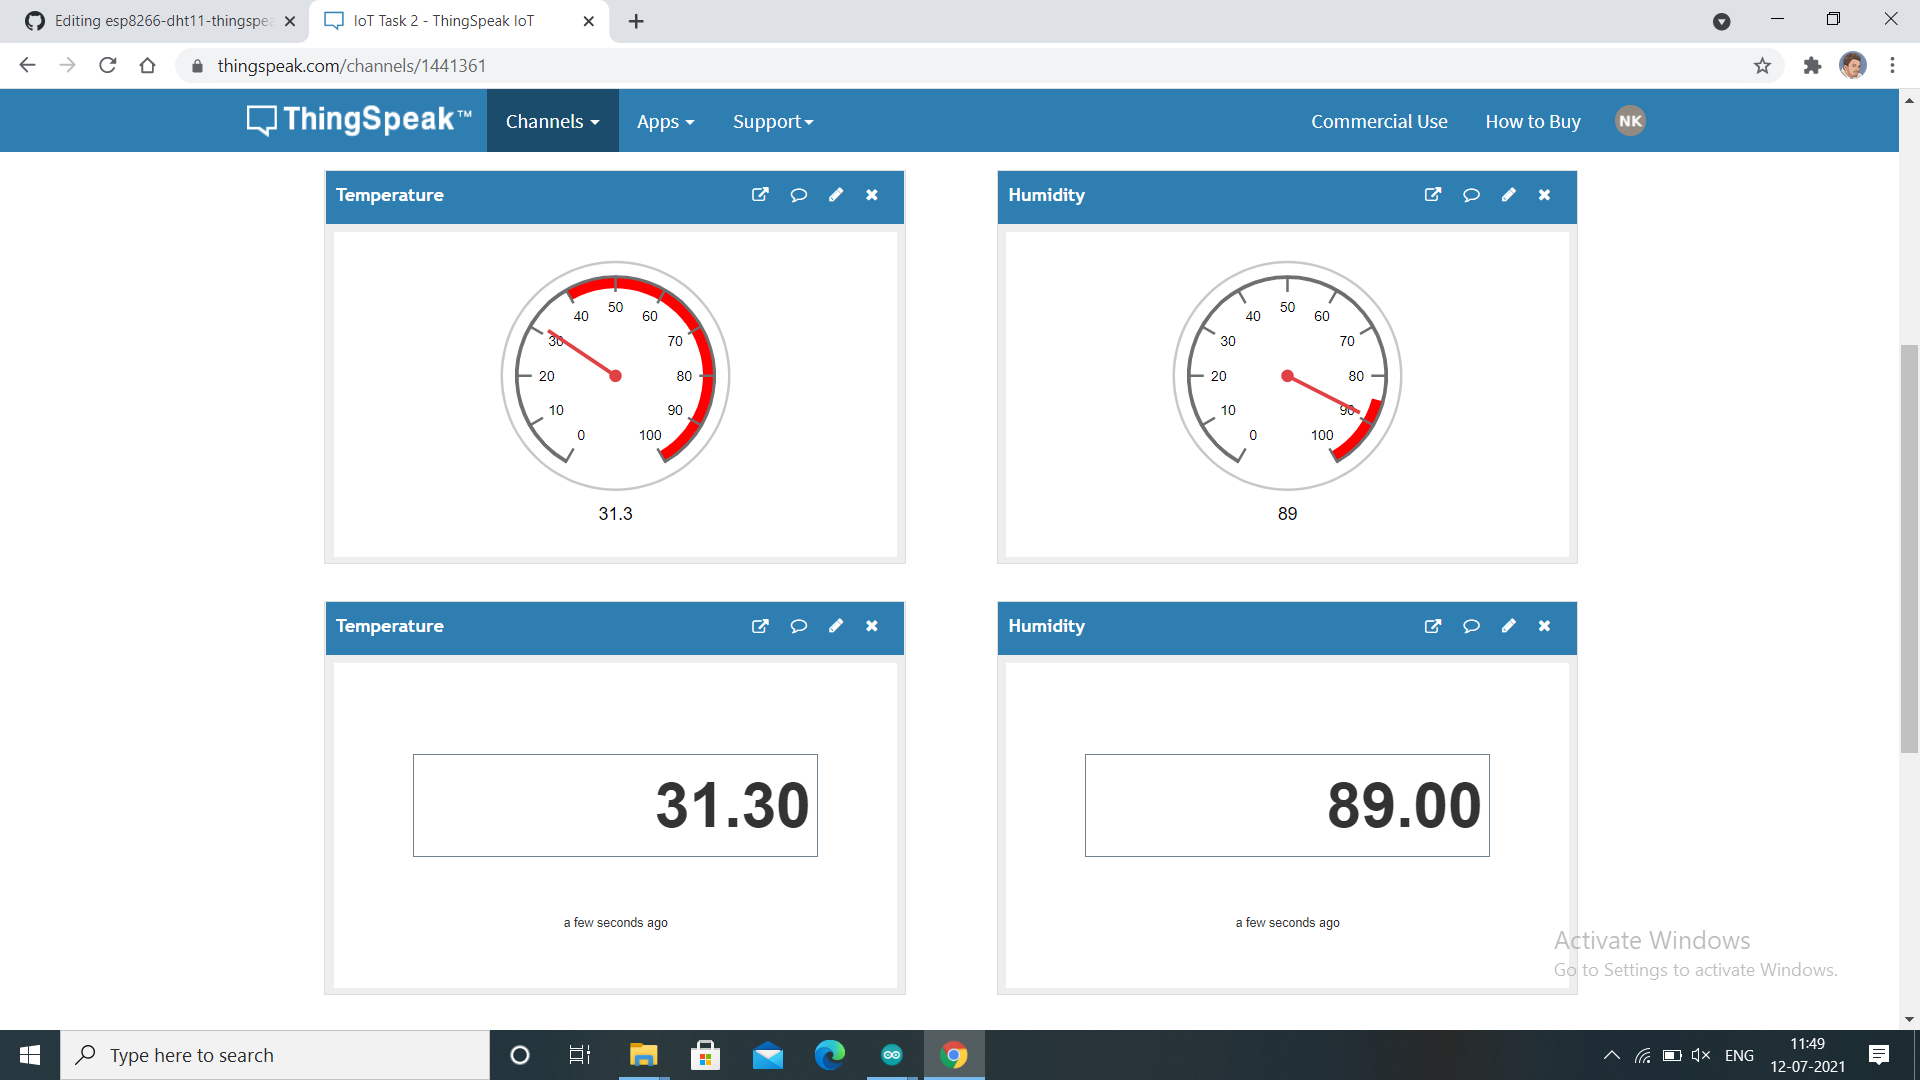 Editing esp8266-dht11-thingspea
IoT Task 2 - ThingSpeak IoT
thingspeak.com/channels/1441361
ThingSpeak™
Channels
Apps
Support
Commercial Use
How to Buy
NK
Temperature
0
10
20
30
40
50
60
70
80
90
100
31.3
Humidity
0
10
20
30
40
50
60
70
80
90
100
89
Temperature
31.30
a few seconds ago
Humidity
89.00
a few seconds ago
Activate Windows
Go to Settings to activate Windows.
Type here to search
ENG
11:49
12-07-2021